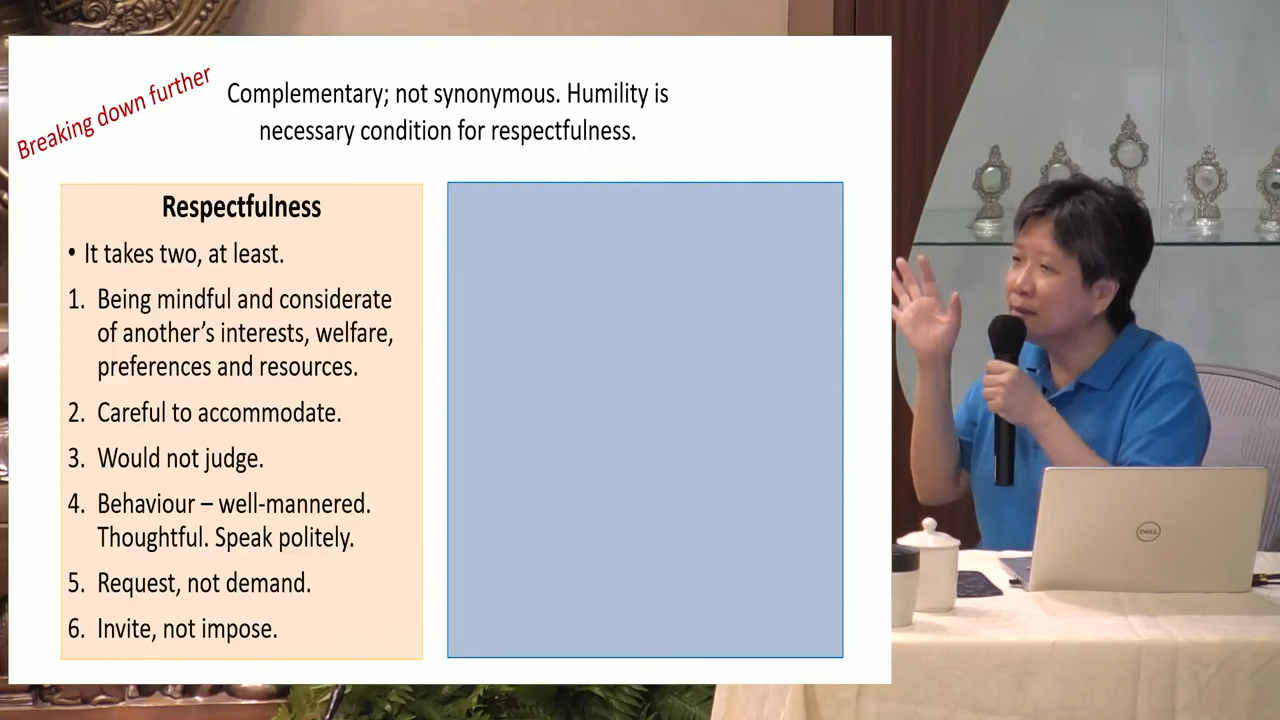 Breaking down further
Complementary; not synonymous. Humility is
necessary condition for respectfulness.
Respectfulness
• It takes two, at least.
1. Being mindful and considerate
of another’s interests, welfare,
preferences and resources.
2. Careful to accommodate.
3. Would not judge.
4. Behaviour – well-mannered.
Thoughtful. Speak politely.
5. Request, not demand.
6. Invite, not impose.
DELL